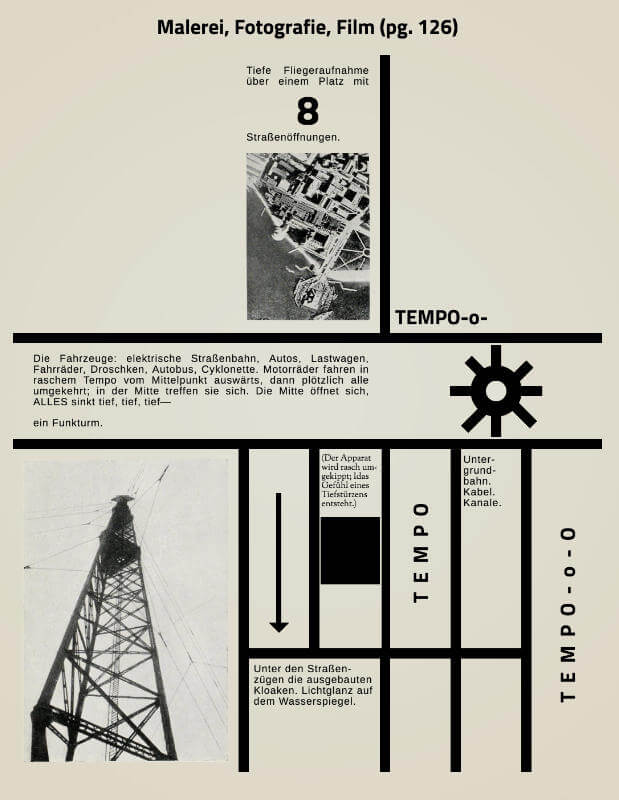 Malerei, Fotografie, Film (pg. 126)
Tiefe Fliegeraufnahme
über einem Platz mit
8
Straßenöffnungen.
TEMPO-o-
Die Fahrzeuge: elektrische Straßenbahn, Autos, Lastwagen,
Fahrräder, Droschken, Autobus, Cyklonette. Motorräder fahren in
raschem Tempo vom Mittelpunkt auswärts, dann plötzlich alle
umgekehrt; in der Mitte treffen sie sich. Die Mitte öffnet sich,
ALLES sinkt tief, tief, tief—
ein Funkturm.
(Der Apparat
wird rasch um-
gekippt; ldas
Gefühl eines
Tiefstürzens
entsteht.)
TEMPO
Unter-
grund-
bahn.
Kabel.
Kanale.
TEMPO-o-O
Unter den Straßen-
zügen die ausgebauten
Kloaken. Lichtglanz auf
dem Wasserspiegel.